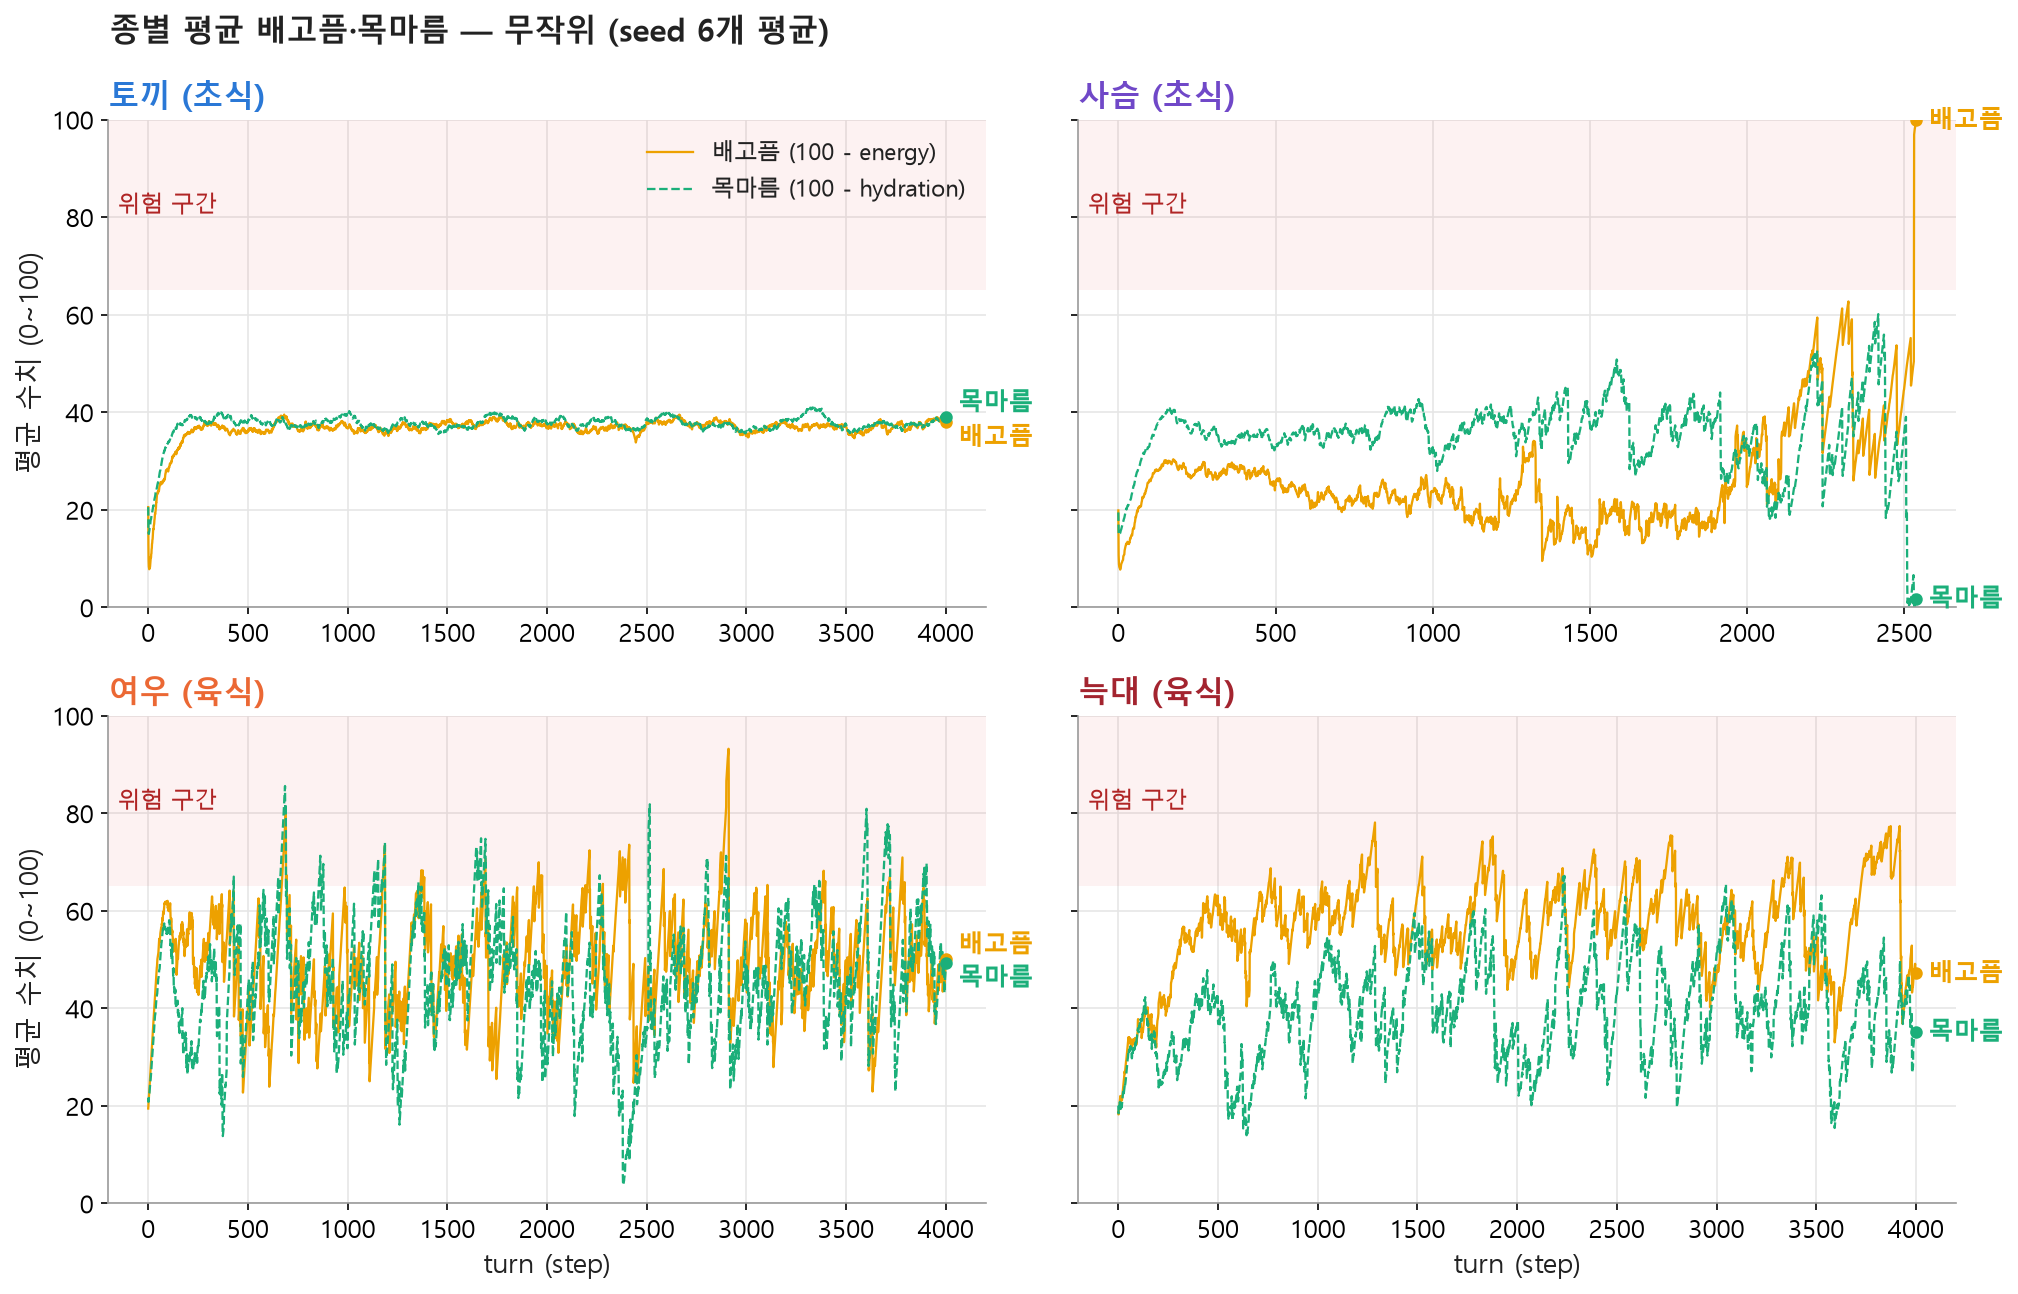 종별 평균 배고픔·목마름 — 무작위 (seed 6개 평균)
토끼 (초식)
평균 수치 (0~100)
100
80
60
40
20
0
위험 구간
배고픔 (100 - energy)
목마름 (100 - hydration)
목마름
배고픔
0 500 1000 1500 2000 2500 3000 3500 4000
사슴 (초식)
위험 구간
배고픔
목마름
0 500 1000 1500 2000 2500
여우 (육식)
평균 수치 (0~100)
100
80
60
40
20
0
위험 구간
배고픔
목마름
0 500 1000 1500 2000 2500 3000 3500 4000
turn (step)
늑대 (육식)
위험 구간
배고픔
목마름
0 500 1000 1500 2000 2500 3000 3500 4000
turn (step)